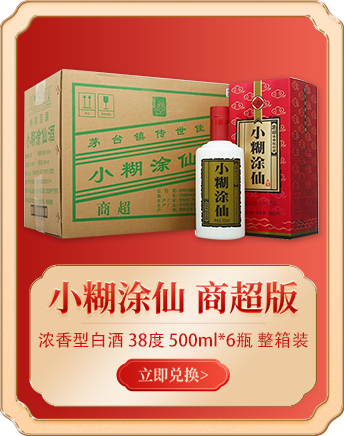 茅台镇传世佳
小糊涂仙
商超
小糊涂仙
小糊涂仙
小糊涂仙 商超版
浓香型白酒 38度 500ml*6瓶 整箱装
立即兑换>